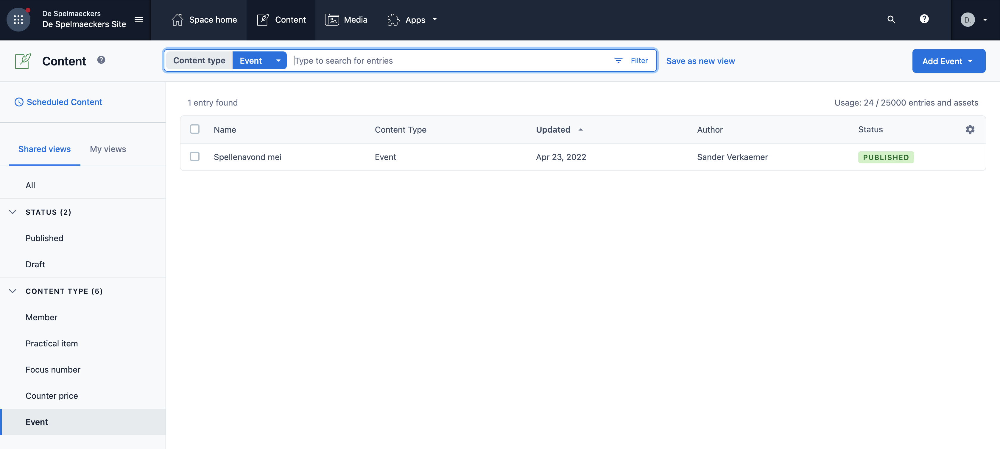 De Spelmaeckers
De Spelmaeckers Site
Space home
Content
Media
Apps
D.
Content
Content type Event Type to search for entries Filter
Save as new view
Add Event
Scheduled Content
Shared views My views
All
STATUS (2)
Published
Draft
CONTENT TYPE (5)
Member
Practical item
Focus number
Counter price
Event
1 entry found
Usage: 24 / 25000 entries and assets
Name Content Type Updated Author Status
Spellenavond mei Event Apr 23, 2022 Sander Verkaemer PUBLISHED